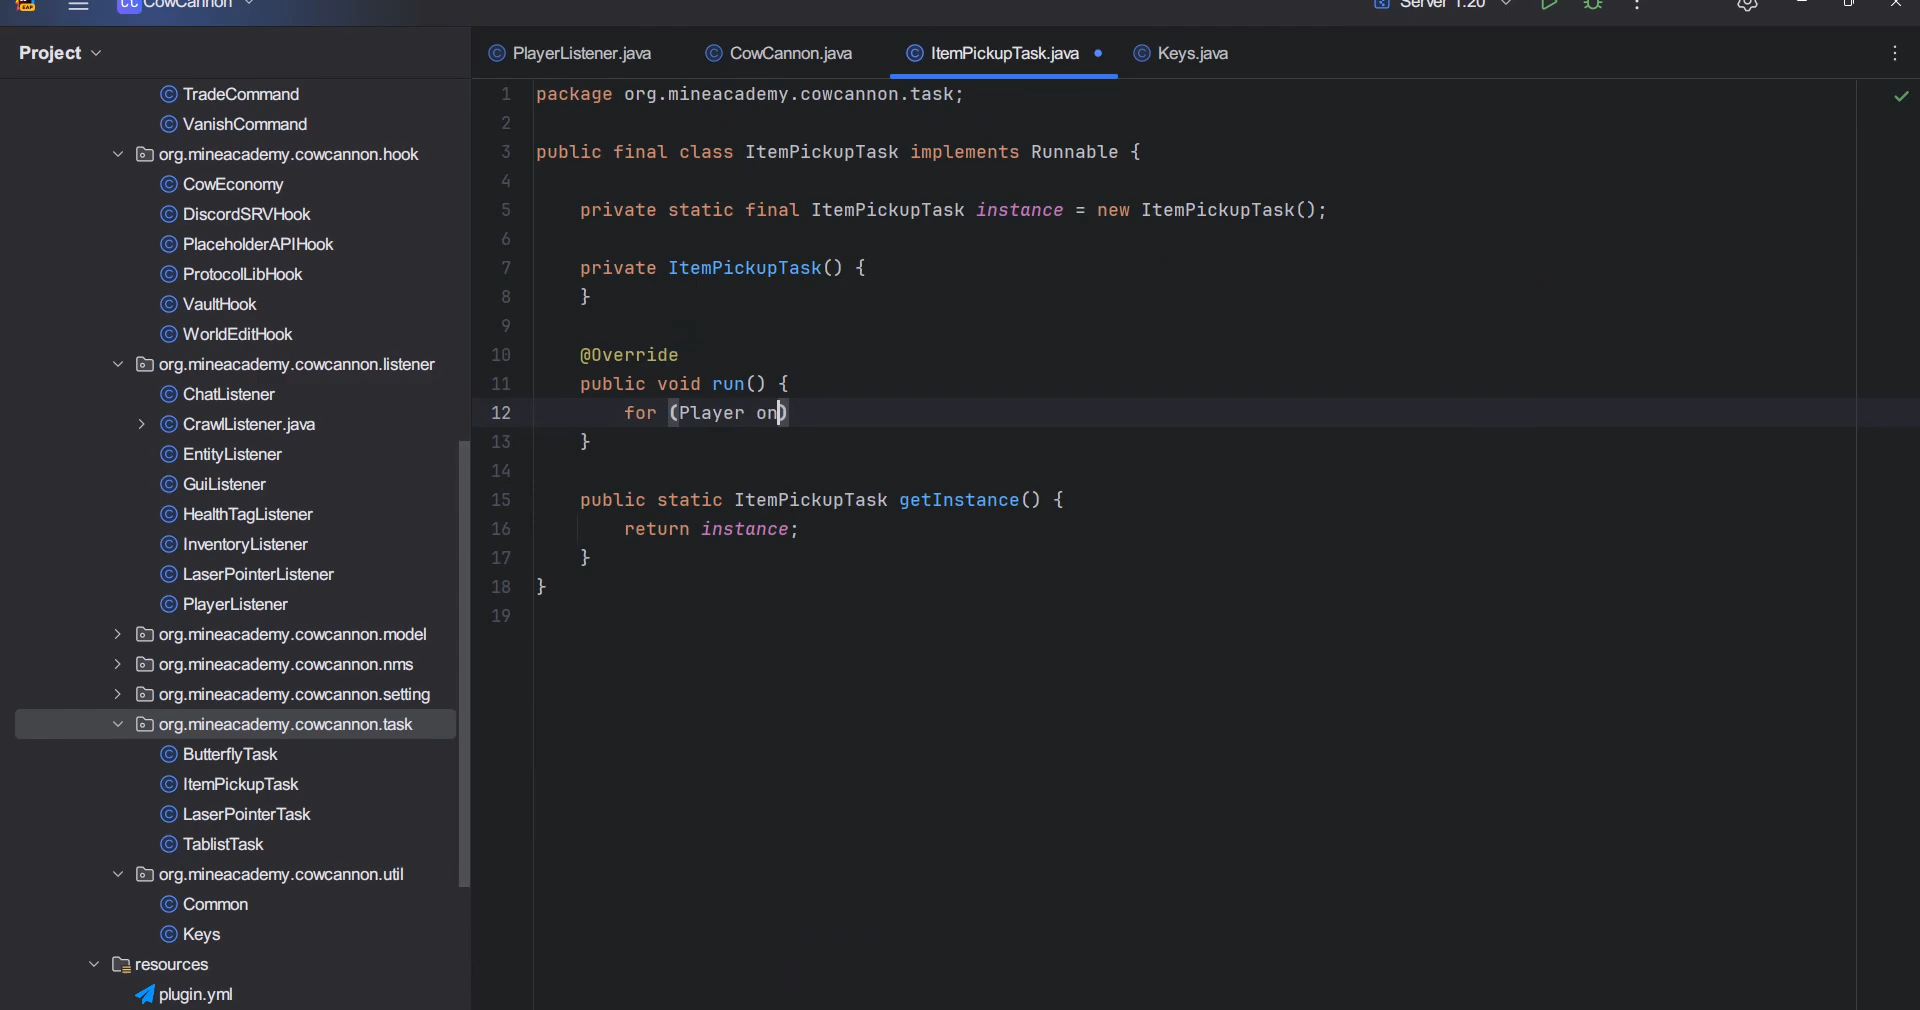 CC CowCannon
Server 1.20
Project
PlayerListener.java
CowCannon.java
ItemPickupTask.java
Keys.java
TradeCommand
VanishCommand
org.mineacademy.cowcannon.hook
CowEconomy
DiscordSRVHook
PlaceholderAPIHook
ProtocolLibHook
VaultHook
WorldEditHook
org.mineacademy.cowcannon.listener
ChatListener
CrawlListener.java
EntityListener
GuiListener
HealthTagListener
InventoryListener
LaserPointerListener
PlayerListener
org.mineacademy.cowcannon.model
org.mineacademy.cowcannon.nms
org.mineacademy.cowcannon.setting
org.mineacademy.cowcannon.task
ButterflyTask
ItemPickupTask
LaserPointerTask
TablistTask
org.mineacademy.cowcannon.util
Common
Keys
resources
plugin.yml
1 package org.mineacademy.cowcannon.task;
2
3 public final class ItemPickupTask implements Runnable {
4
5 private static final ItemPickupTask instance = new ItemPickupTask();
6
7 private ItemPickupTask() {
8 }
9
10 @Override
11 public void run() {
12 for (Player on)
13 }
14
15 public static ItemPickupTask getInstance() {
16 return instance;
17 }
18 }
19